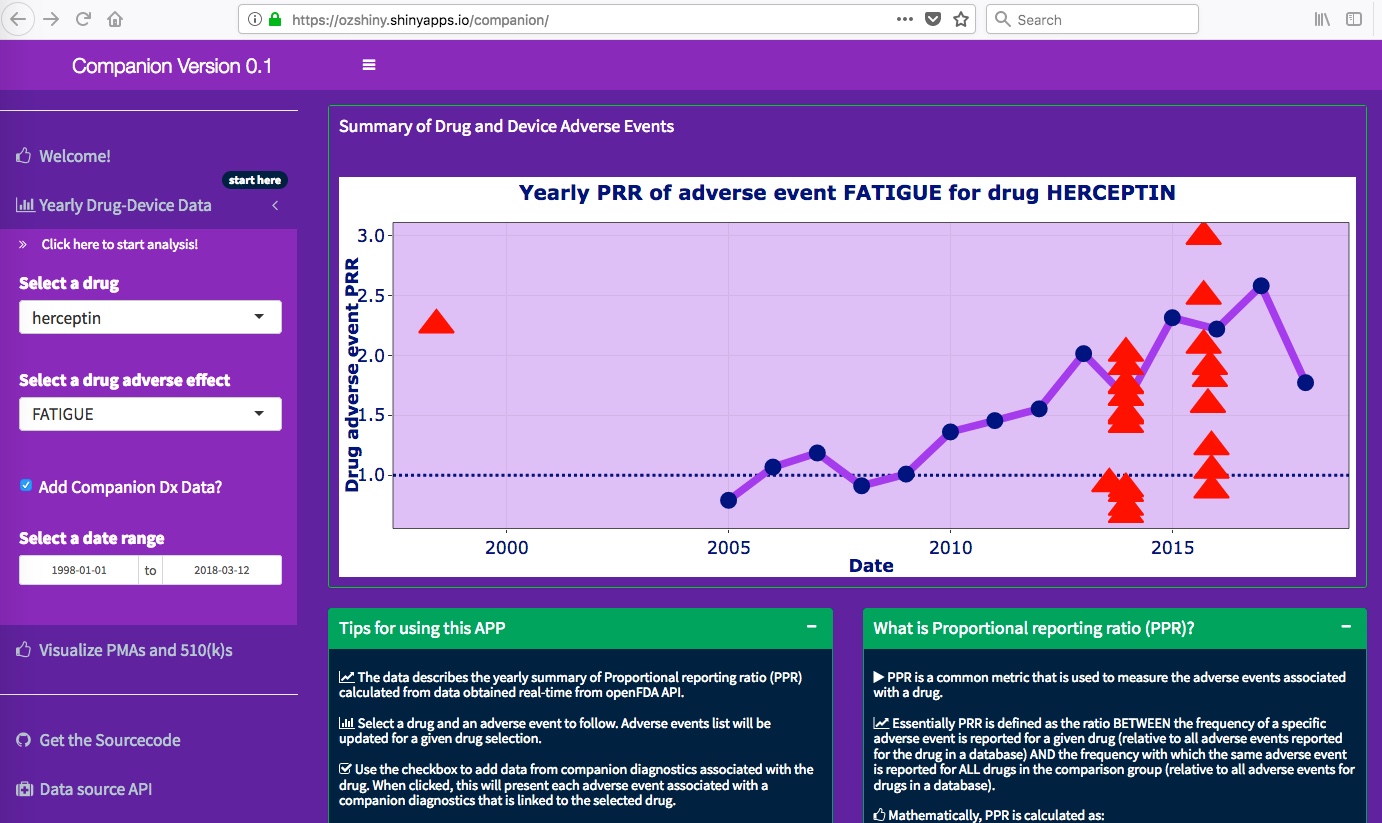 https://ozshiny.shinyapps.io/companion/
Search
Companion Version 0.1
Welcome!
start here
Yearly Drug-Device Data
Click here to start analysis!
Select a drug
herceptin
Select a drug adverse effect
FATIGUE
Add Companion Dx Data?
Select a date range
1998-01-01 to 2018-03-12
Visualize PMAs and 510(k)s
Get the Sourcecode
Data source API
Summary of Drug and Device Adverse Events
Yearly PRR of adverse event FATIGUE for drug HERCEPTIN
Drug adverse event PRR
3.0
2.5
2.0
1.5
1.0
2000 2005 2010 2015
Date
Tips for using this APP
The data describes the yearly summary of Proportional reporting ratio (PPR)
calculated from data obtained real-time from openFDA API.
Select a drug and an adverse event to follow. Adverse events list will be
updated for a given drug selection.
Use the checkbox to add data from companion diagnostics associated with the
drug. When clicked, this will present each adverse event associated with a
companion diagnostics that is linked to the selected drug.
What is Proportional reporting ratio (PPR)?
PPR is a common metric that is used to measure the adverse events associated
with a drug.
Essentially PRR is defined as the ratio BETWEEN the frequency of a specific
adverse event is reported for a given drug (relative to all adverse events reported
for the drug in a database) AND the frequency with which the same adverse event
is reported for ALL drugs in the comparison group (relative to all adverse events for
drugs in a database).
Mathematically, PPR is calculated as: